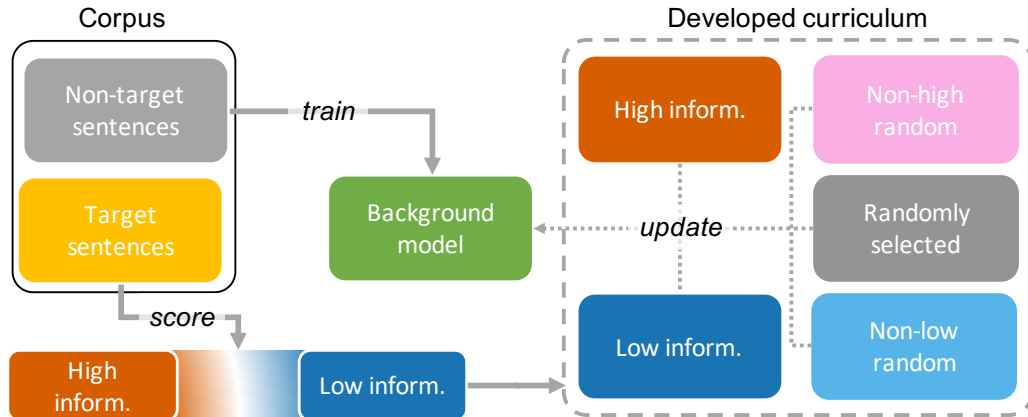 Corpus
Non-target
sentences
Target
sentences
train
score
High
inform.
Low inform.
Background
model
Developed curriculum
High inform.
Non-high
random
update
Randomly
selected
Low inform.
Non-low
random